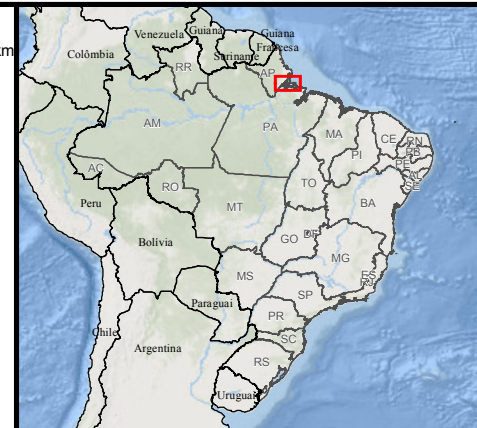 km
Venezuela
Guiana
Guiana
Francesa
Suriname
Colômbia
RR
AP
AM
PA
MA
CE
RN
PB
PI
PE
AL
SE
AC
RO
TO
BA
Peru
MT
Bolívia
GO
DF
MG
MS
ES
RJ
SP
Paraguai
PR
Chile
SC
Argentina
RS
Uruguai